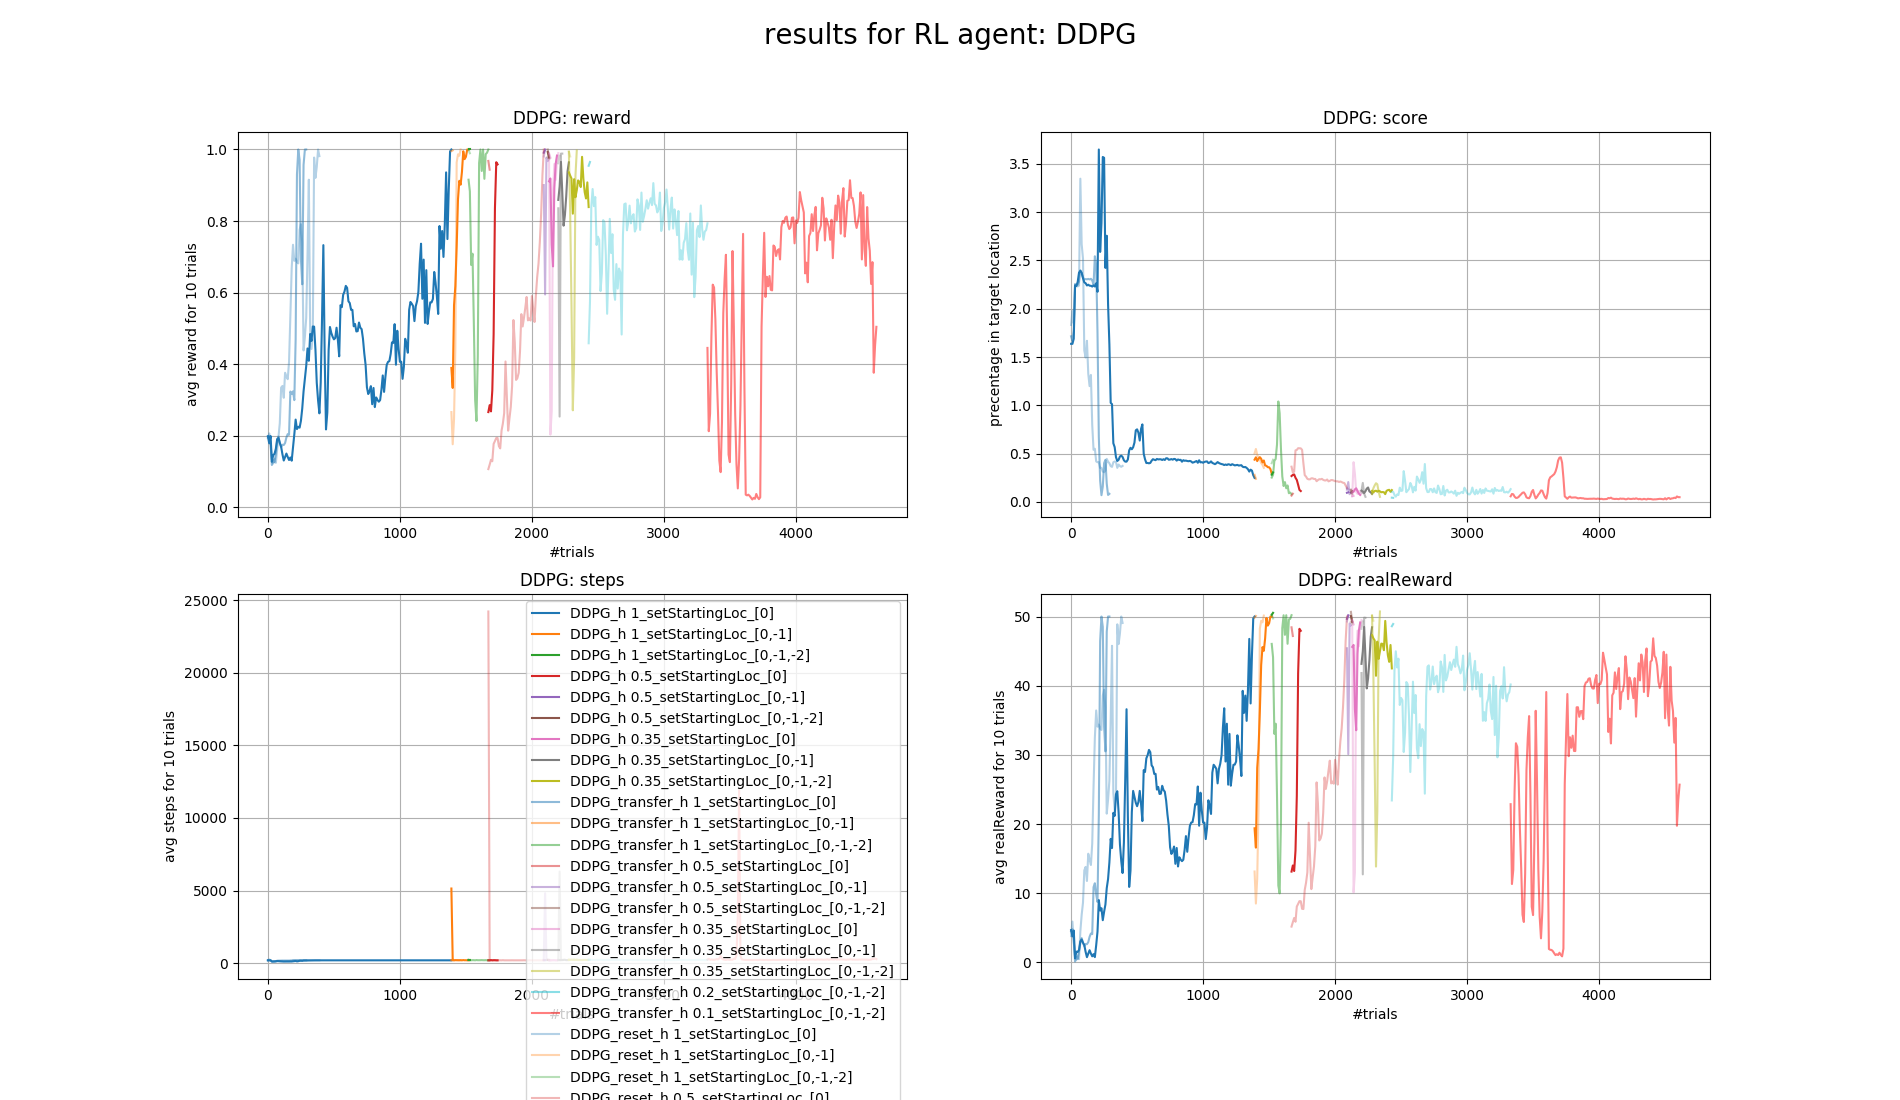 results for RL agent: DDPG
DDPG: reward
avg reward for 10 trials
1.0
0.8
0.6
0.4
0.2
0.0
0 1000 2000 3000 4000
#trials
DDPG: score
precentage in target location
3.5
3.0
2.5
2.0
1.5
1.0
0.5
0.0
0 1000 2000 3000 4000
#trials
DDPG: steps
avg steps for 10 trials
25000
20000
15000
10000
5000
0
0 1000 2000
#tri
DDPG_h 1_setStartingLoc_[0]
DDPG_h 1_setStartingLoc_[0,-1]
DDPG_h 1_setStartingLoc_[0,-1,-2]
DDPG_h 0.5_setStartingLoc_[0]
DDPG_h 0.5_setStartingLoc_[0,-1]
DDPG_h 0.5_setStartingLoc_[0,-1,-2]
DDPG_h 0.35_setStartingLoc_[0]
DDPG_h 0.35_setStartingLoc_[0,-1]
DDPG_h 0.35_setStartingLoc_[0,-1,-2]
DDPG_transfer_h 1_setStartingLoc_[0]
DDPG_transfer_h 1_setStartingLoc_[0,-1]
DDPG_transfer_h 1_setStartingLoc_[0,-1,-2]
DDPG_transfer_h 0.5_setStartingLoc_[0]
DDPG_transfer_h 0.5_setStartingLoc_[0,-1]
DDPG_transfer_h 0.5_setStartingLoc_[0,-1,-2]
DDPG_transfer_h 0.35_setStartingLoc_[0]
DDPG_transfer_h 0.35_setStartingLoc_[0,-1]
DDPG_transfer_h 0.35_setStartingLoc_[0,-1,-2]
DDPG_transfer_h 0.2_setStartingLoc_[0,-1,-2]
DDPG_transfer_h 0.1_setStartingLoc_[0,-1,-2]
DDPG_reset_h 1_setStartingLoc_[0]
DDPG_reset_h 1_setStartingLoc_[0,-1]
DDPG_reset_h 1_setStartingLoc_[0,-1,-2]
DDPG_reset_h 0.5_setStartingLoc_[0]
DDPG: realReward
avg realReward for 10 trials
50
40
30
20
10
0
0 1000 2000 3000 4000
#trials